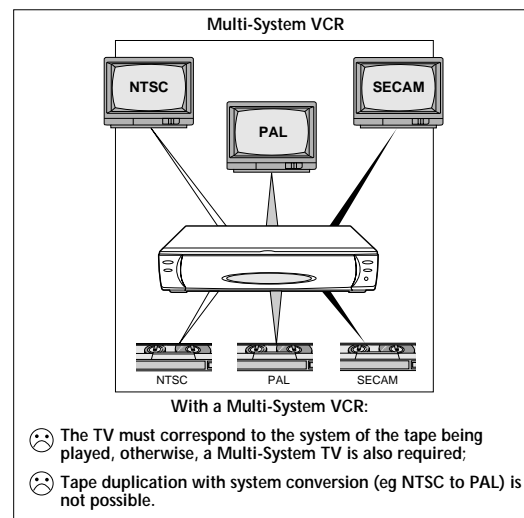 Multi-System VCR
NTSC
SECAM
PAL
NTSC
PAL
SECAM
With a Multi-System VCR:
The TV must correspond to the system of the tape being
played, otherwise, a Multi-System TV is also required;
Tape duplication with system conversion (eg NTSC to PAL) is
not possible.